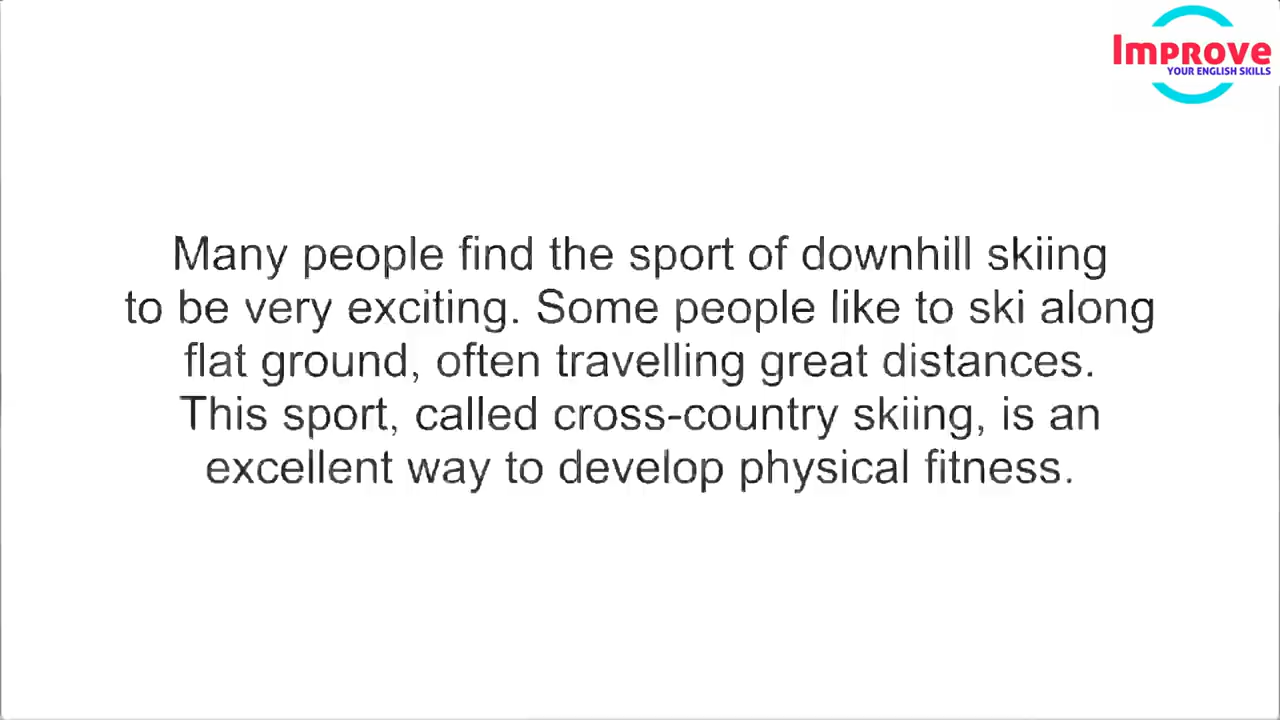 Improve
YOUR ENGLISH SKILLS
Many people find the sport of downhill skiing
to be very exciting. Some people like to ski along
flat ground, often travelling great distances.
This sport, called cross-country skiing, is an
excellent way to develop physical fitness.